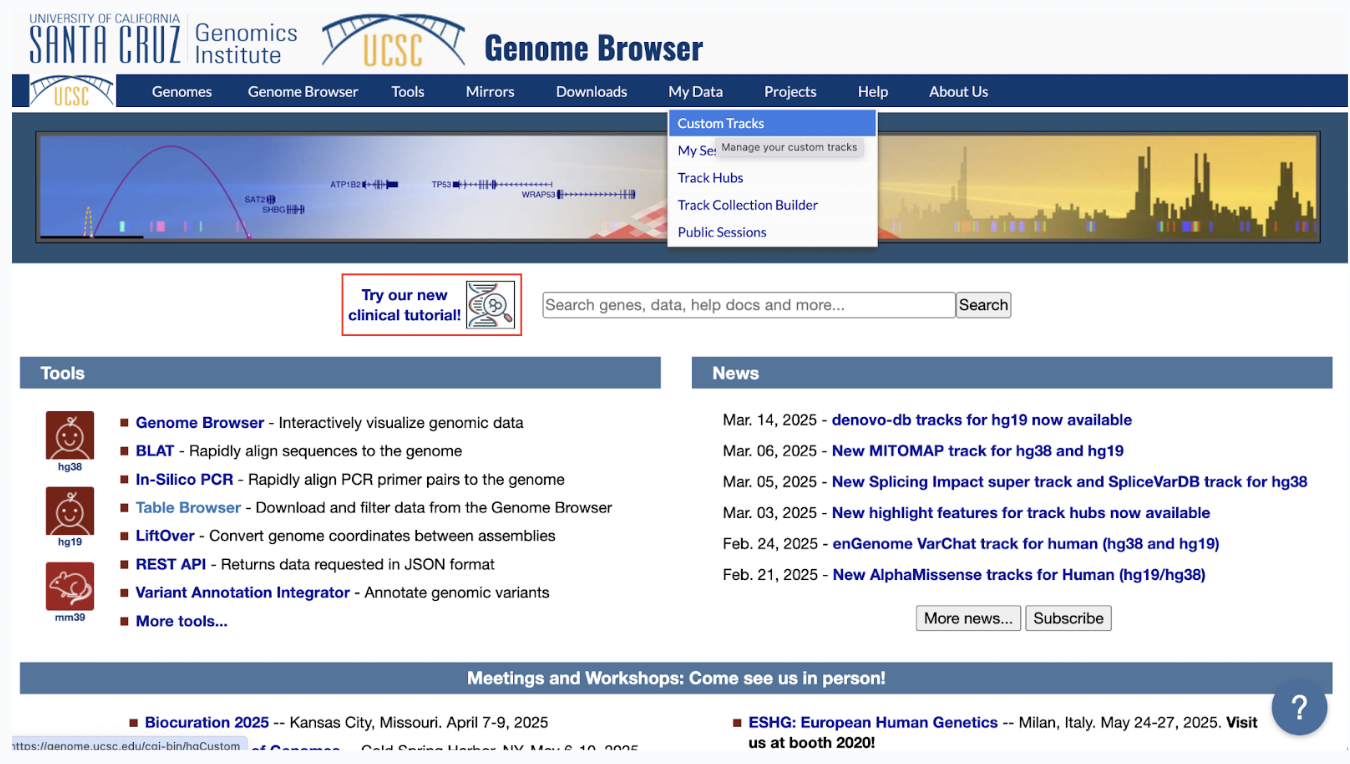 UNIVERSITY OF CALIFORNIA
SANTA CRUZ
Genomics
Institute
UCSC
Genome Browser
UCSC
Genomes Genome Browser Tools Mirrors Downloads My Data Projects Help About Us
Custom Tracks
My Ses
Manage your custom tracks
Track Hubs
Track Collection Builder
Public Sessions
ATP1B2
TP53
WRAP53
SAT2
SHBG
Try our new
clinical tutorial!
Search genes, data, help docs and more...
Search
Tools
hg38
hg19
mm39
Genome Browser - Interactively visualize genomic data
BLAT - Rapidly align sequences to the genome
In-Silico PCR - Rapidly align PCR primer pairs to the genome
Table Browser - Download and filter data from the Genome Browser
LiftOver - Convert genome coordinates between assemblies
REST API - Returns data requested in JSON format
Variant Annotation Integrator - Annotate genomic variants
More tools...
News
Mar. 14, 2025 - denovo-db tracks for hg19 now available
Mar. 06, 2025 - New MITOMAP track for hg38 and hg19
Mar. 05, 2025 - New Splicing Impact super track and SpliceVarDB track for hg38
Mar. 03, 2025 - New highlight features for track hubs now available
Feb. 24, 2025 - enGenome VarChat track for human (hg38 and hg19)
Feb. 21, 2025 - New AlphaMissense tracks for Human (hg19/hg38)
More news...
Subscribe
Meetings and Workshops: Come see us in person!
Biocuration 2025 -- Kansas City, Missouri. April 7-9, 2025
of Genomes -- Cold Spring Harbor, NY. May 6-10, 2025
ESHG: European Human Genetics -- Milan, Italy. May 24-27, 2025. Visit
us at booth 2020!
?
https://genome.ucsc.edu/cgi-bin/hgCustom